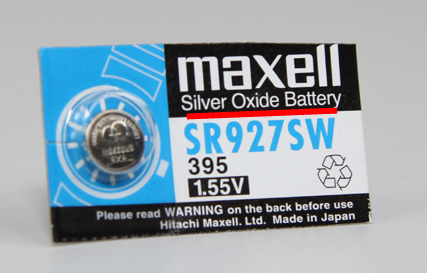 maxell
Silver Oxide Battery
SR927SW
395
1.55V
Please read WARNING on the back before use
Hitachi Maxell. Ltd. Made in Japan